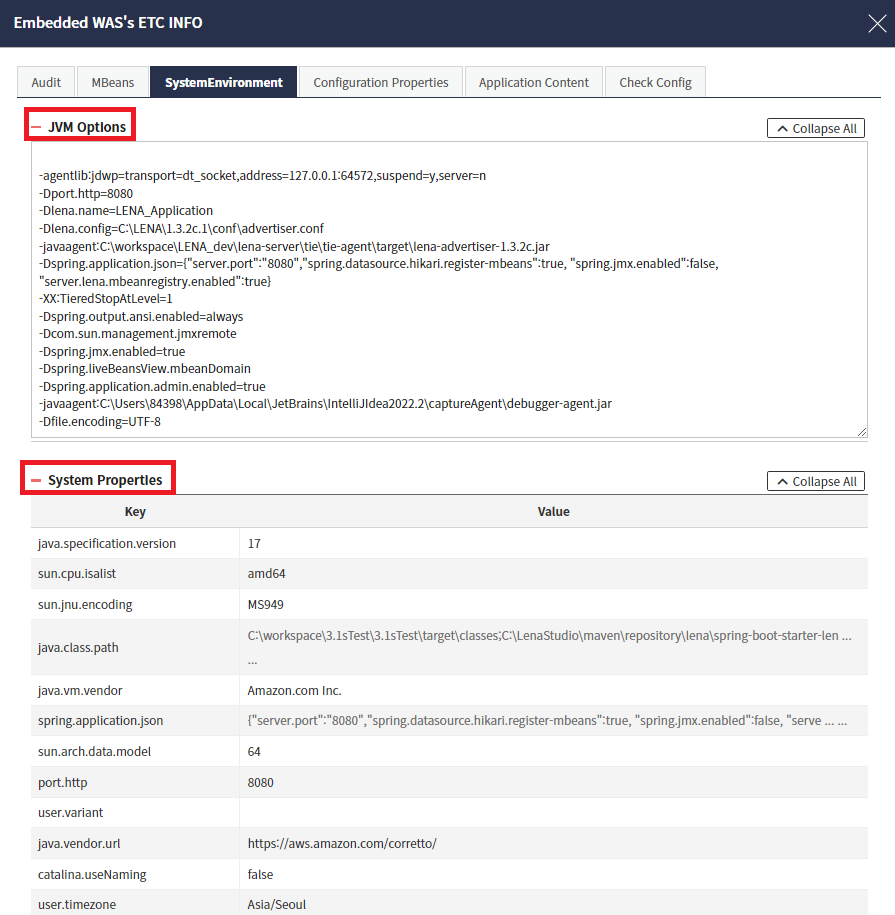 Embedded WAS's ETC INFO
Audit MBeans SystemEnvironment Configuration Properties Application Content Check Config
JVM Options Collapse All
-agentlib:jdwp=transport=dt_socket,address=127.0.0.1:64572,suspend=y,server=n
-Dport.http=8080
-Dlena.name=LENA_Application
-Dlena.config=C:\LENA\1.3.2c.1\conf\advertiser.conf
-javaagent:C:\workspace\LENA_dev\lena-server\tie\tie-agent\target\lena-advertiser-1.3.2c.jar
-Dspring.application.json={"server.port":"8080","spring.datasource.hikari.register-mbeans":true, "spring.jmx.enabled":false,
"server.lena.mbeanregistry.enabled":true}
-XX:TieredStopAtLevel=1
-Dspring.output.ansi.enabled=always
-Dcom.sun.management.jmxremote
-Dspring.jmx.enabled=true
-Dspring.liveBeansView.mbeanDomain
-Dspring.application.admin.enabled=true
-javaagent:C:\Users\84398\AppData\Local\JetBrains\IntelliJIdea2022.2\captureAgent\debugger-agent.jar
-Dfile.encoding=UTF-8
System Properties Collapse All
Key Value
java.specification.version 17
sun.cpu.isalist amd64
sun.jnu.encoding MS949
java.class.path C:\workspace\3.1sTest\3.1sTest\target\classes;C:\LenaStudio\maven\repository\lena\spring-boot-starter-len ...
...
java.vm.vendor Amazon.com Inc.
spring.application.json {"server.port":"8080","spring.datasource.hikari.register-mbeans":true, "spring.jmx.enabled":false, "serve ... ...
sun.arch.data.model 64
port.http 8080
user.variant
java.vendor.url https://aws.amazon.com/corretto/
catalina.useNaming false
user.timezone Asia/Seoul